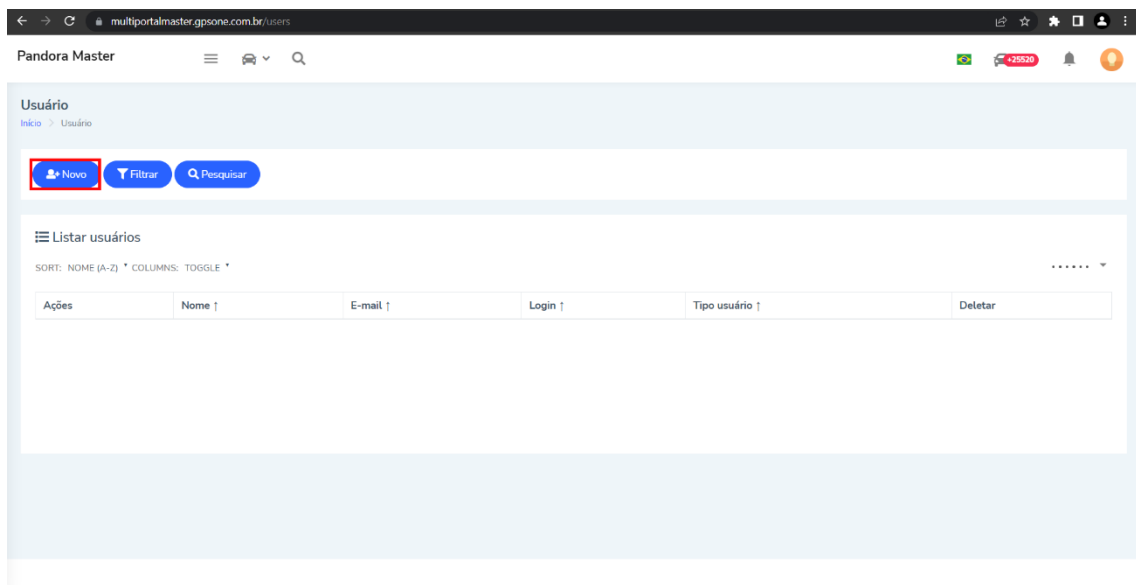 multiportalmaster.gpsone.com.br/users
Pandora Master
+25520
Usuário
Início > Usuário
Novo Filtrar Pesquisar
Listar usuários
SORT: NOME (A-Z) COLUMNS: TOGGLE
Ações Nome ↑ E-mail ↑ Login ↑ Tipo usuário ↑ Deletar